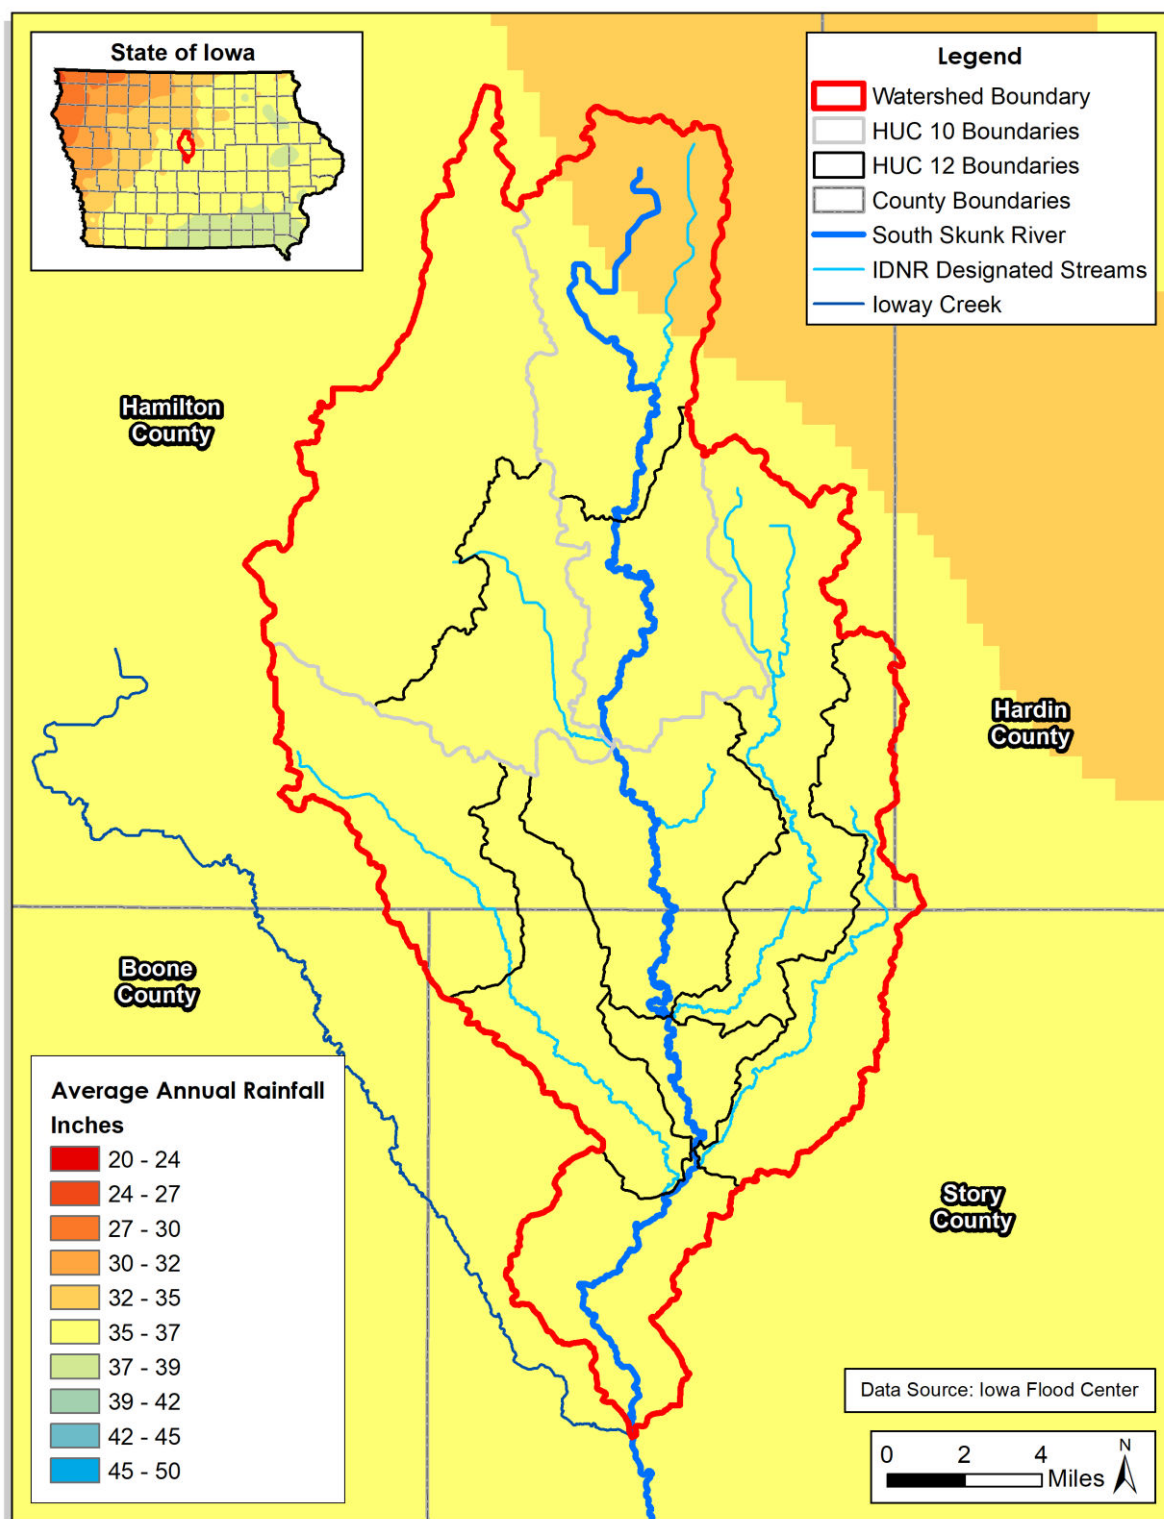 State of Iowa
Legend
Watershed Boundary
HUC 10 Boundaries
HUC 12 Boundaries
County Boundaries
South Skunk River
IDNR Designated Streams
Ioway Creek
Hamilton
County
Hardin
County
Boone
County
Story
County
Average Annual Rainfall
Inches
20 - 24
24 - 27
27 - 30
30 - 32
32 - 35
35 - 37
37 - 39
39 - 42
42 - 45
45 - 50
Data Source: Iowa Flood Center
0 2 4
Miles
N